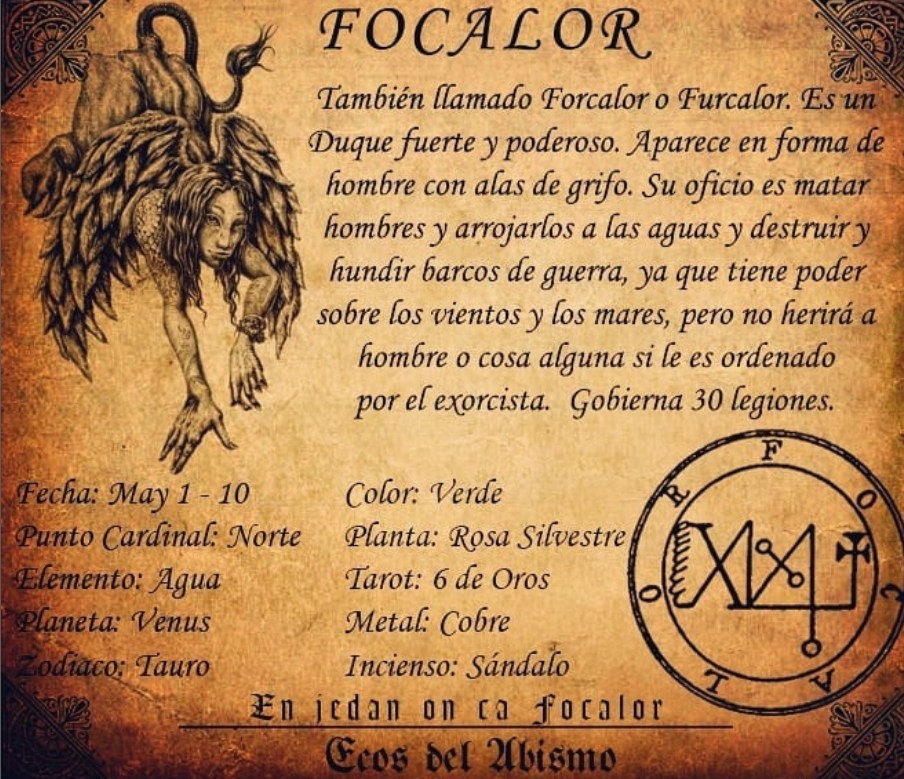 FOCALOR
También llamado Forcalor o Furcalor. Es un
Duque fuerte y poderoso. Aparece en forma de
hombre con alas de grifo. Su oficio es matar
hombres y arrojarlos a las aguas y destruir y
hundir barcos de guerra, ya que tiene poder
sobre los vientos y los mares, pero no herirá a
hombre o cosa alguna si le es ordenado
por el exorcista. Gobierna 30 legiones.
Fecha: May 1 - 10
Punto Cardinal: Norte
Elemento: Agua
Planeta: Venus
Zodiaco: Tauro
Color: Verde
Planta: Rosa Silvestre
Tarot: 6 de Oros
Metal: Cobre
Incienso: Sándalo
F O C A L O R
En jedan on ca Focalor
Ecos del Abismo